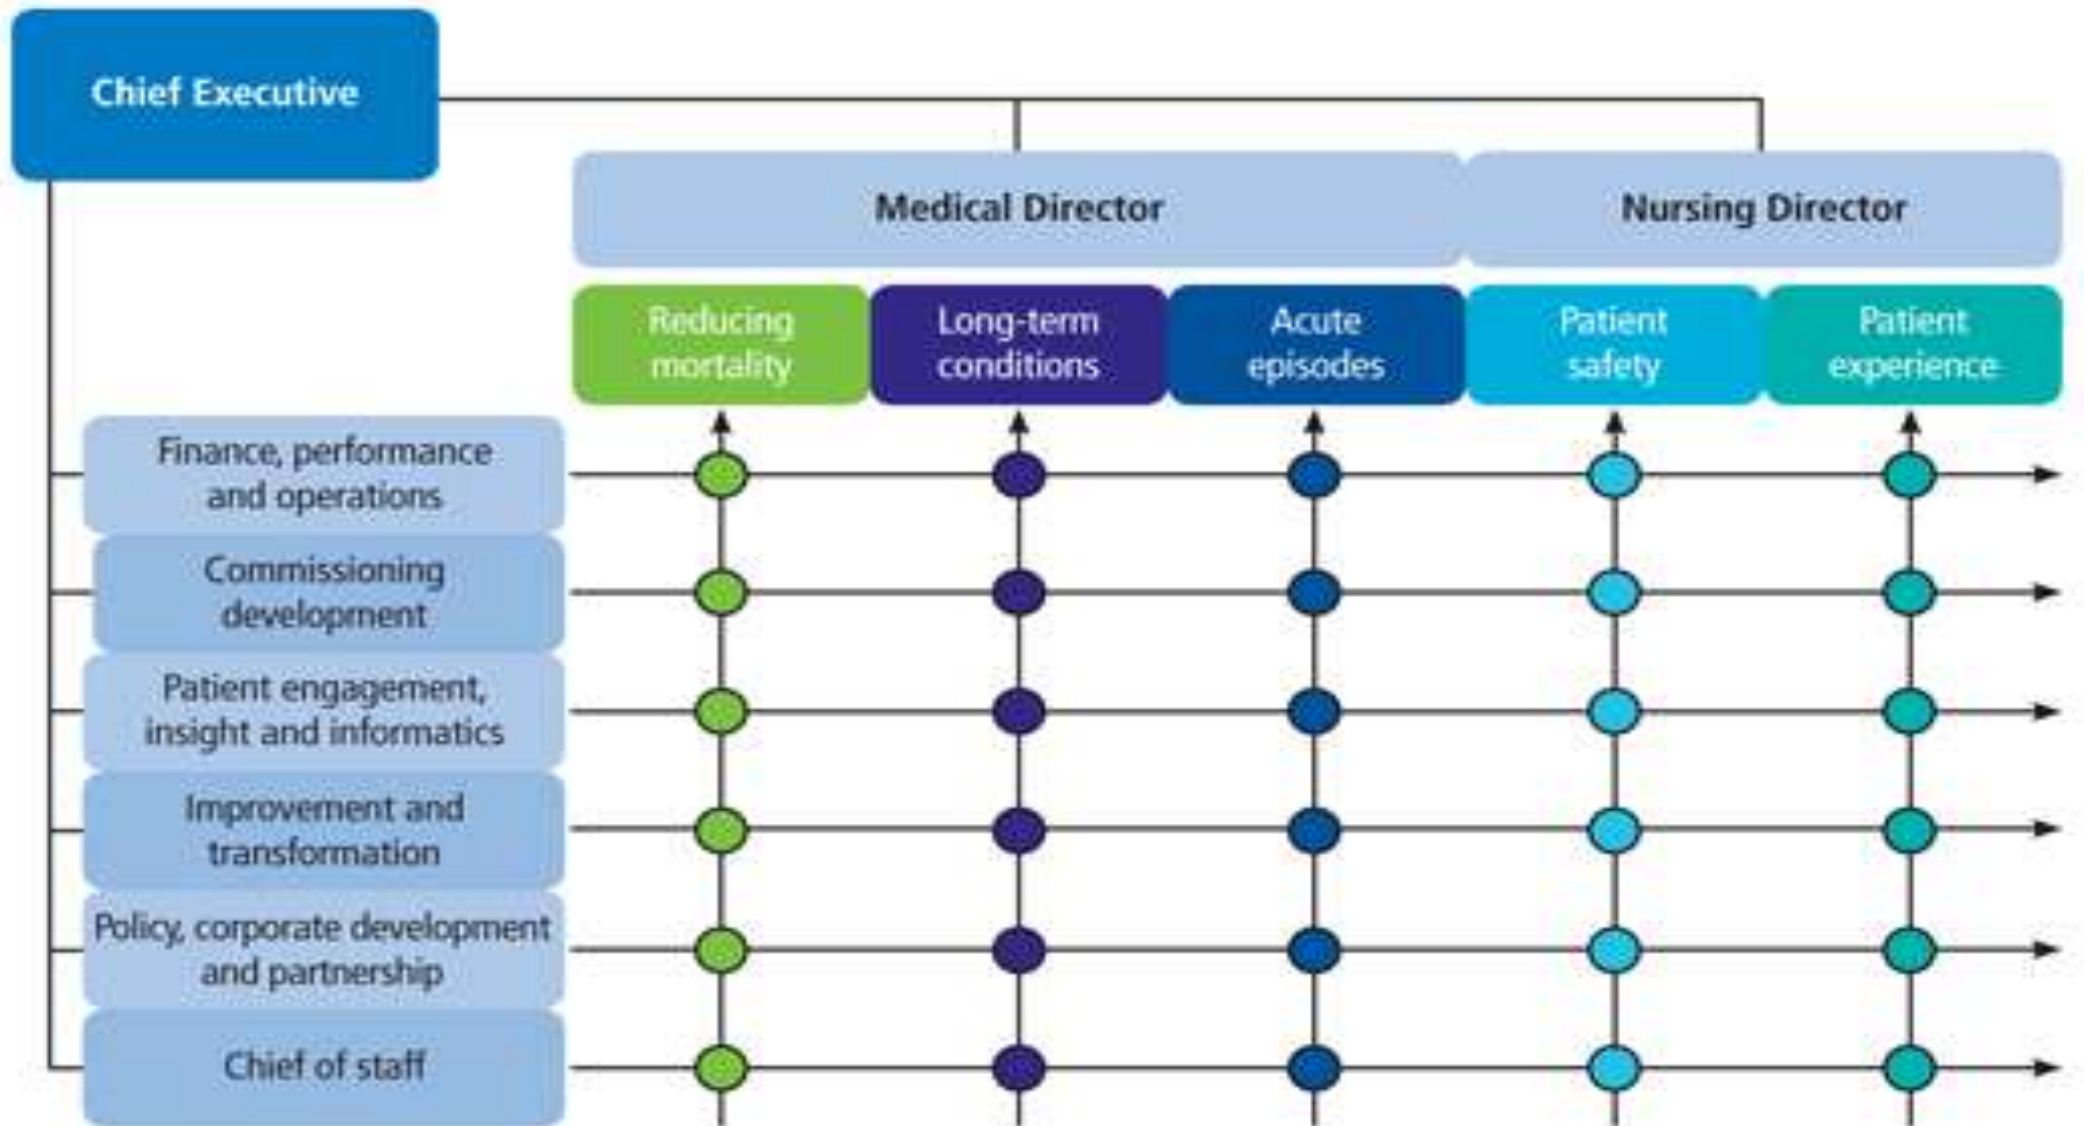 Chief Executive
Medical Director
Nursing Director
Reducing
mortality
Long-term
conditions
Acute
episodes
Patient
safety
Patient
experience
Finance, performance
and operations
Commissioning
development
Patient engagement,
insight and informatics
Improvement and
transformation
Policy, corporate development
and partnership
Chief of staff